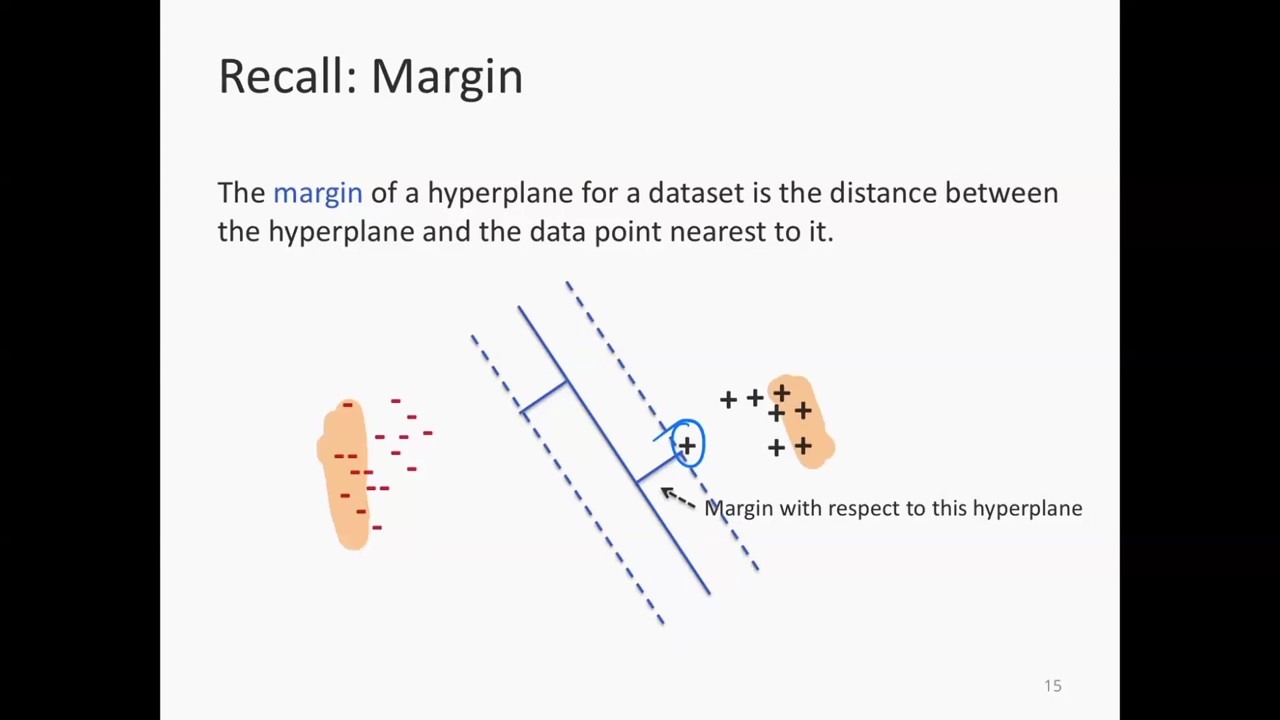 Recall: Margin
The margin of a hyperplane for a dataset is the distance between
the hyperplane and the data point nearest to it.
Margin with respect to this hyperplane
15